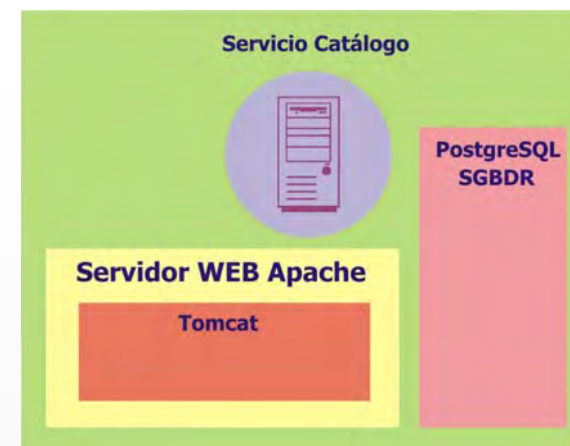 Servicio Catálogo
PostgreSQL
SGBDR
Servidor WEB Apache
Tomcat